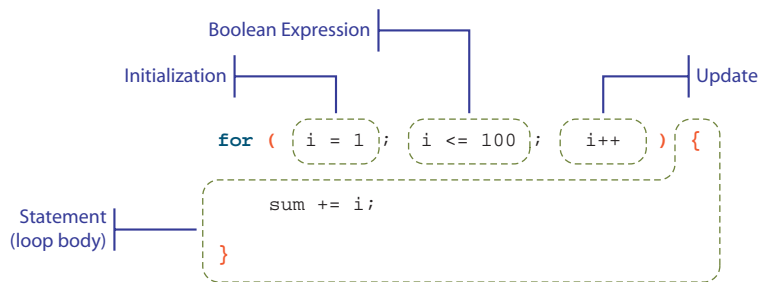 Boolean Expression
Initialization
Update
for ( i = 1; i <= 100; i++ ) {
sum += i;
Statement
(loop body)
}